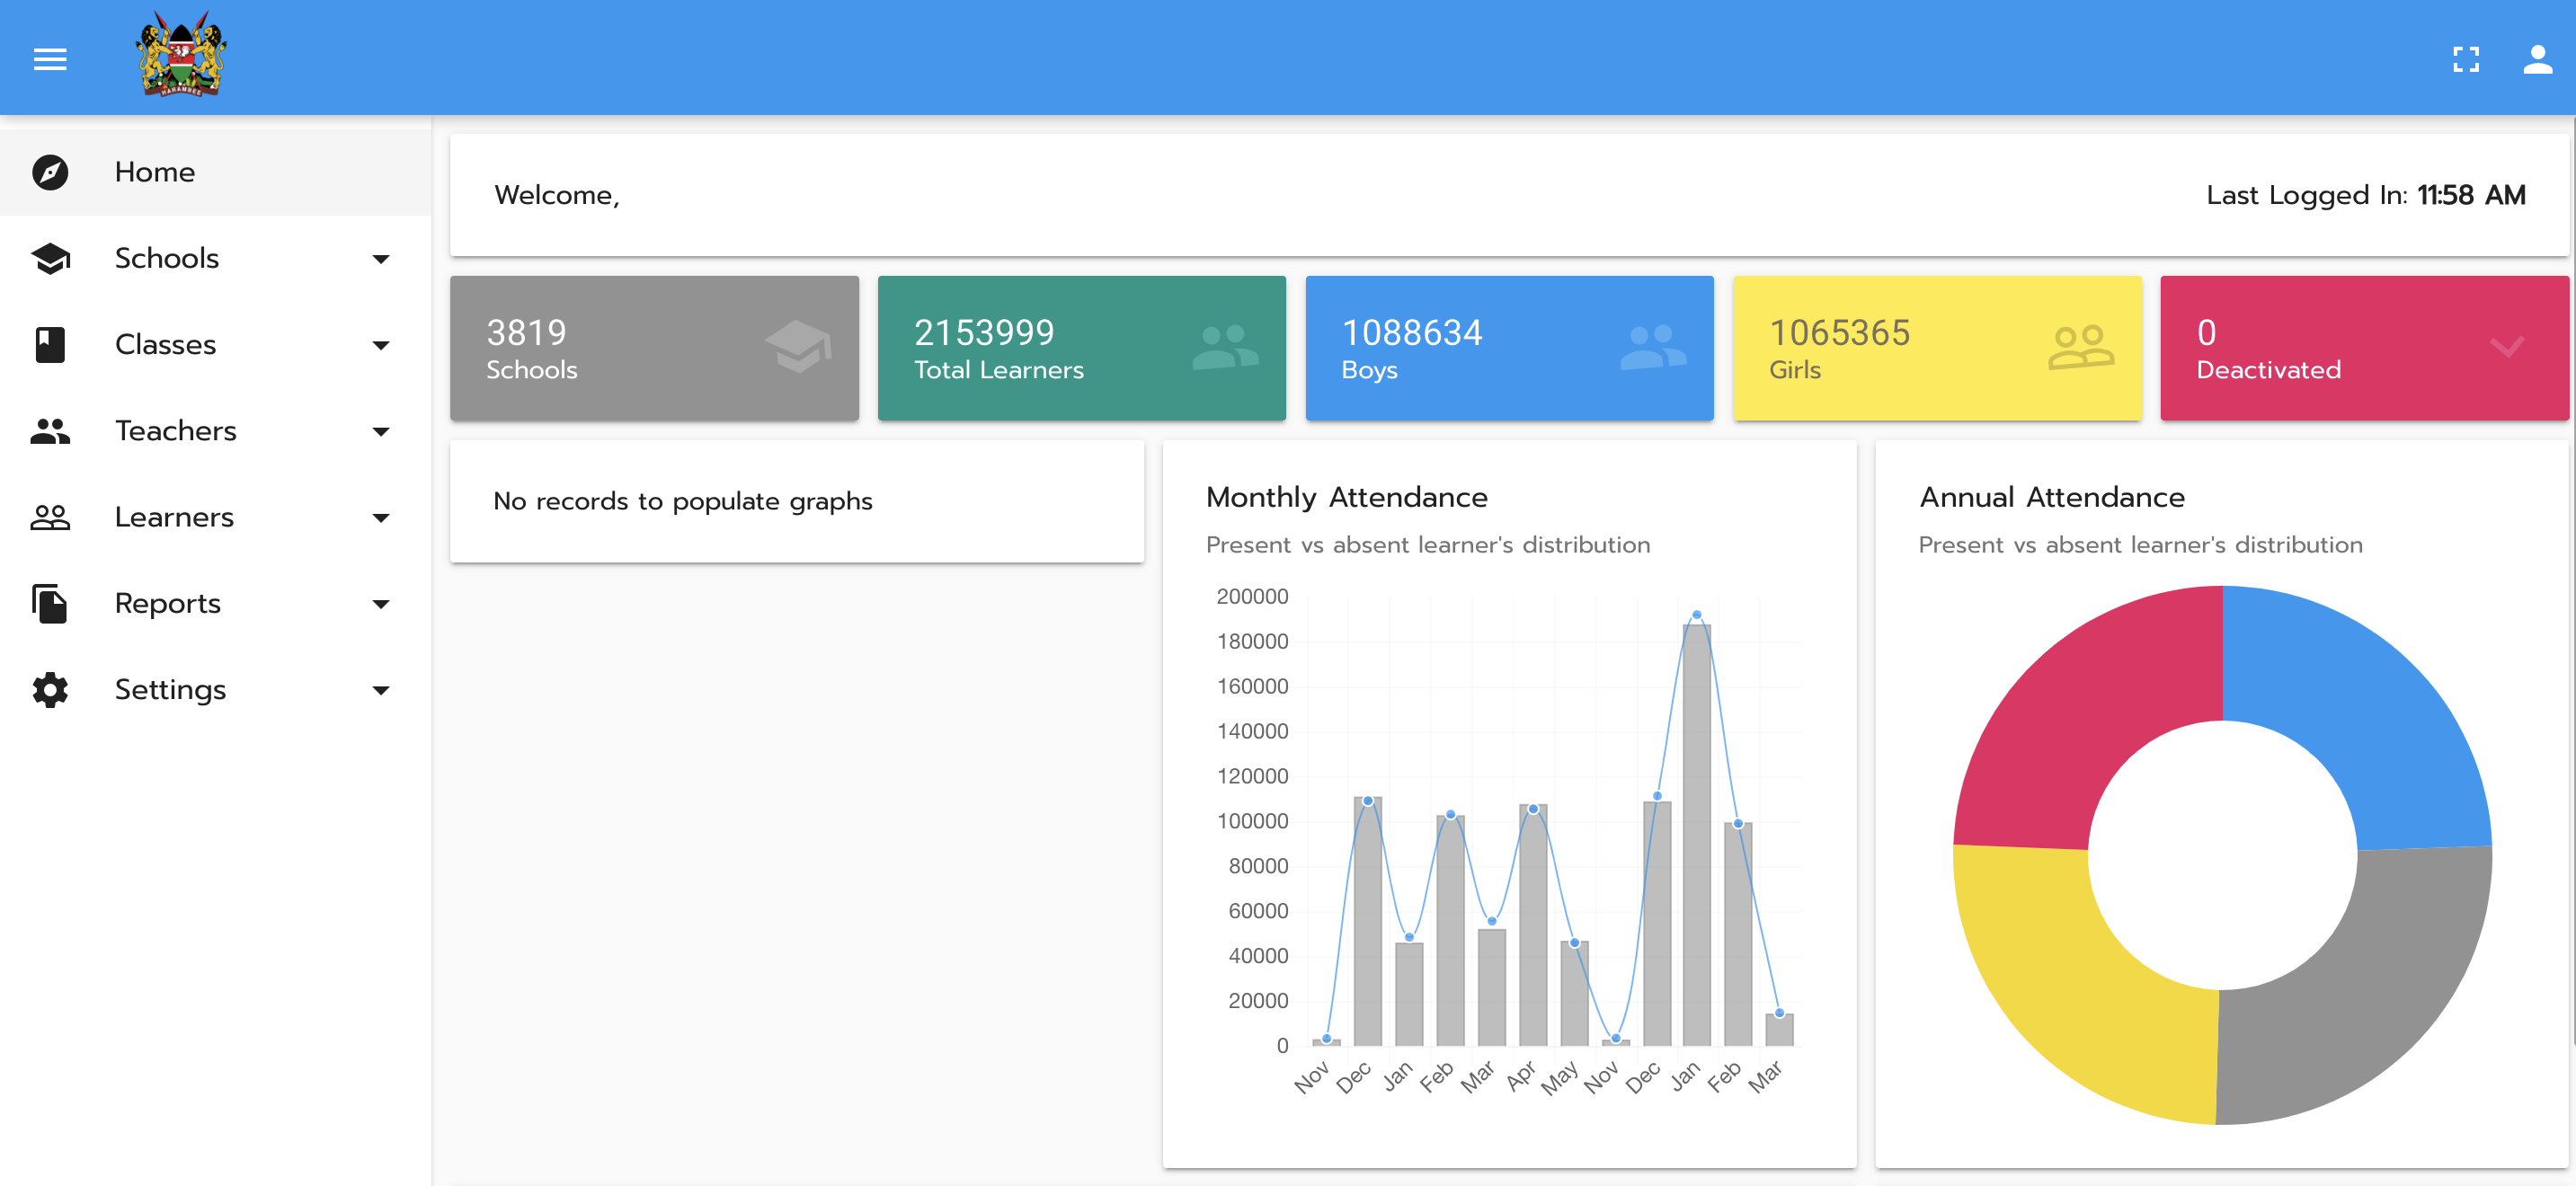 HARAMBEE
Home
Schools
Classes
Teachers
Learners
Reports
Settings
Welcome,
Last Logged In: 11:58 AM
3819
Schools
2153999
Total Learners
1088634
Boys
1065365
Girls
0
Deactivated
No records to populate graphs
Monthly Attendance
Present vs absent learner's distribution
200000
180000
160000
140000
120000
100000
80000
60000
40000
20000
0
Nov Dec Jan Feb Mar Apr May Nov Dec Jan Feb Mar
Annual Attendance
Present vs absent learner's distribution